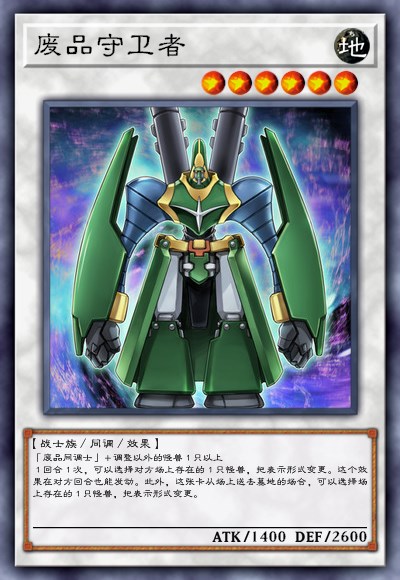 废品守卫者
地
【战士族／同调／效果】
「废品同调士」＋调整以外的怪兽1只以上
1回合1次，可以选择对方场上存在的1只怪兽，把表示形式变更。这个效
果在对方回合也能发动。此外，这张卡从场上送去墓地的场合，可以选择场
上存在的1只怪兽，把表示形式变更。
ATK/1400 DEF/2600